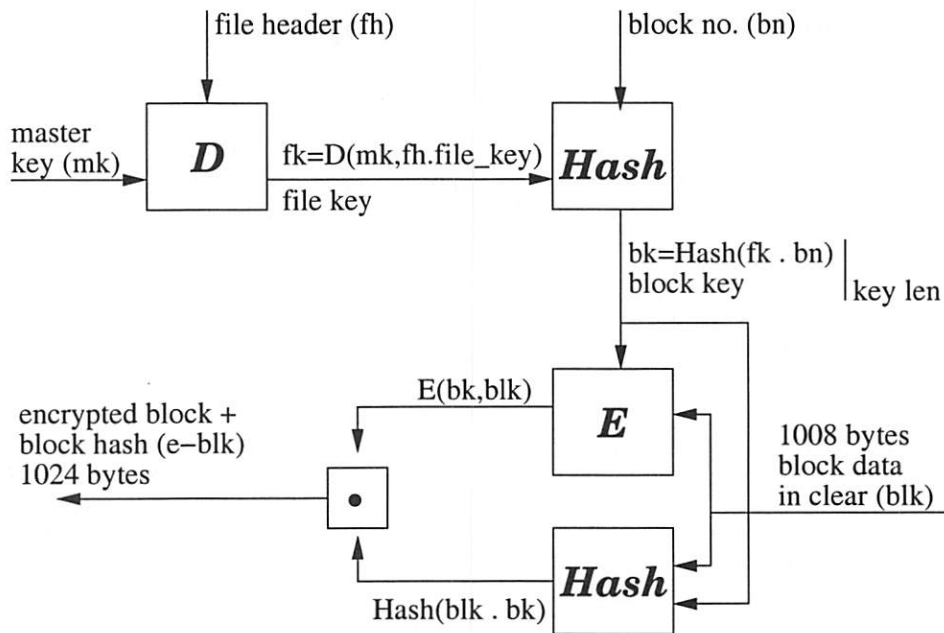 file header (fh)
block no. (bn)
master
key (mk)
D
fk=D(mk,fh.file_key)
file key
Hash
bk=Hash(fk . bn)
block key
key len
E(bk,blk)
E
encrypted block +
block hash (e-blk)
1024 bytes
1008 bytes
block data
in clear (blk)
Hash
Hash(blk . bk)